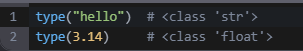 1 type("hello")  # <class 'str'>
2 type(3.14)  # <class 'float'>